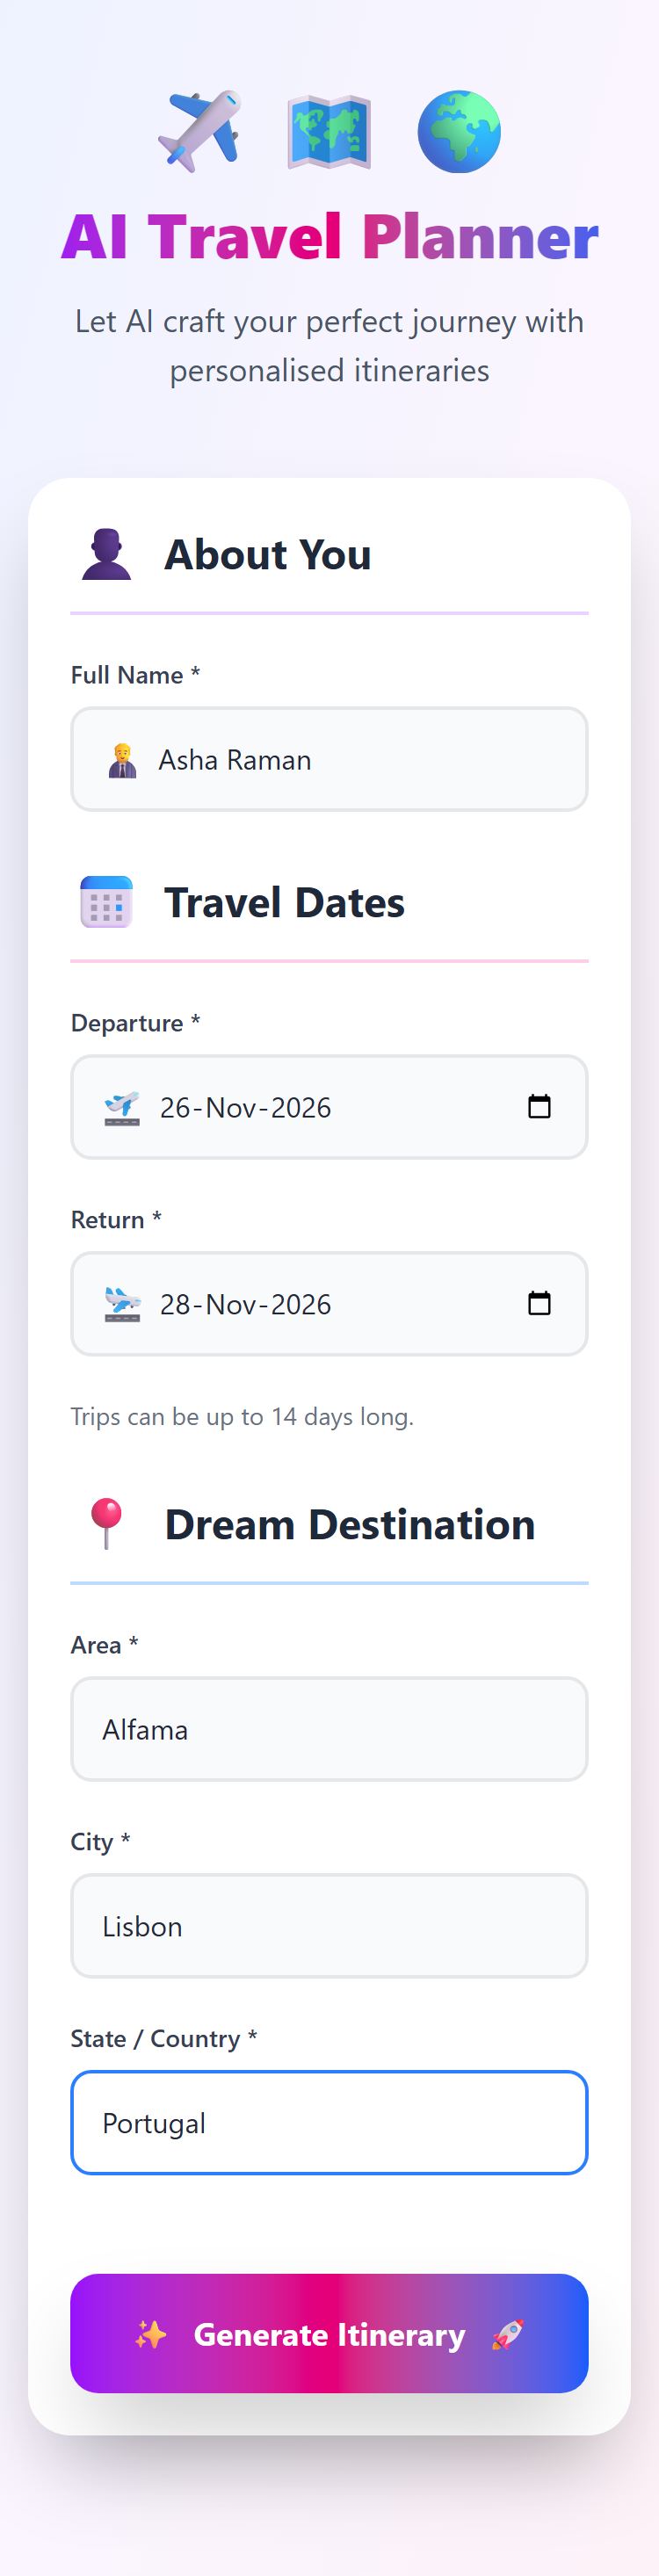 AI Travel Planner
Let AI craft your perfect journey with
personalised itineraries
About You
Full Name *
Asha Raman
Travel Dates
Departure *
26-Nov-2026
Return *
28-Nov-2026
Trips can be up to 14 days long.
Dream Destination
Area *
Alfama
City *
Lisbon
State / Country *
Portugal
Generate Itinerary